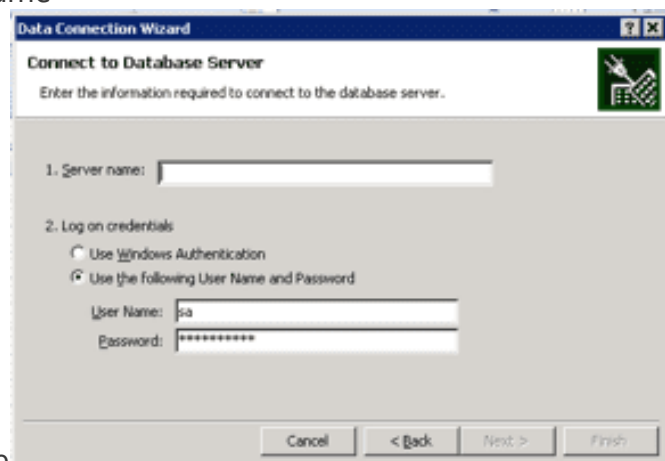 Data Connection Wizard
Connect to Database Server
Enter the information required to connect to the database server.
1. Server name:
2. Log on credentials
Use Windows Authentication
Use the following User Name and Password
User Name: sa
Password: **********
Cancel < Back Next > Finish